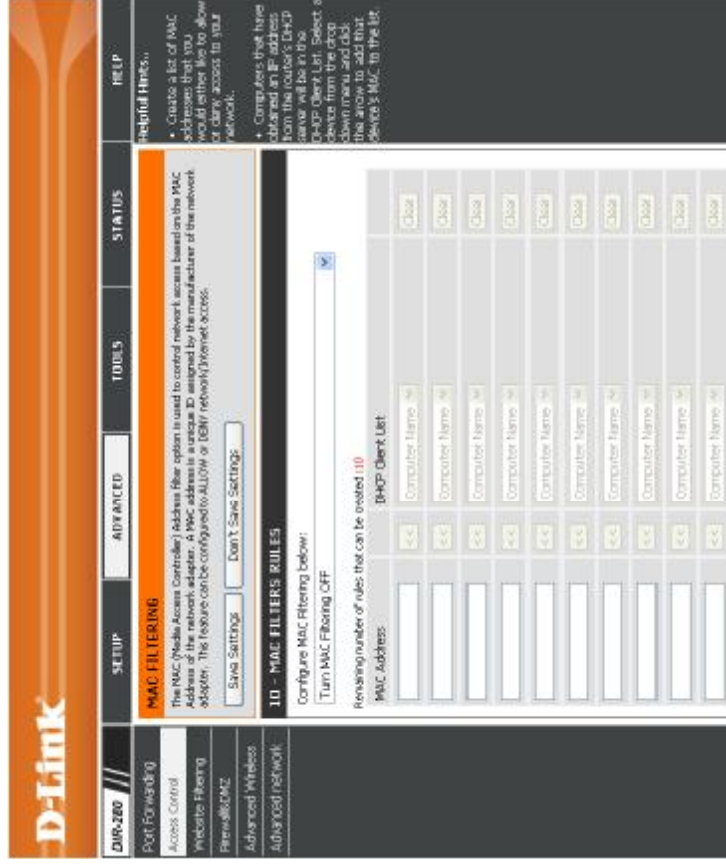 D-Link
DIR-280
SETUP
ADVANCED
TOOLS
STATUS
HELP
Port Forwarding
Access Control
Website Filtering
Firewall&DMZ
Advanced Wireless
Advanced network
MAC FILTERING
The MAC (Media Access Controller) Address filter option is used to control network access based on the MAC
Address of the network adapter. A MAC address is a unique ID assigned by the manufacturer of the network
adapter. This feature can be configured to ALLOW or DENY network/Internet access.
Save Settings
Don't Save Settings
10 - MAC FILTERS RULES
Configure MAC Filtering below:
Turn MAC Filtering OFF
Remaining number of rules that can be created :10
MAC Address
DHCP Client List
<< Computer Name Clear
<< Computer Name Clear
<< Computer Name Clear
<< Computer Name Clear
<< Computer Name Clear
<< Computer Name Clear
<< Computer Name Clear
<< Computer Name Clear
<< Computer Name Clear
<< Computer Name Clear
Helpful Hints..
• Create a list of MAC
addresses that you
would either like to allow
or deny access to your
network.
• Computers that have
obtained an IP address
from the router's DHCP
server will be in the
DHCP Client List. Select a
device from the drop
down menu and click
the arrow to add that
device's MAC to the list.